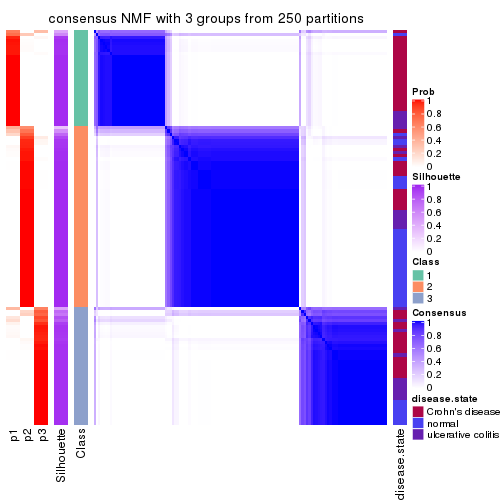 consensus NMF with 3 groups from 250 partitions
Prob
1
0.8
0.6
0.4
0.2
0
Silhouette
1
0.8
0.6
0.4
0.2
0
Class
1
2
3
Consensus
1
0.8
0.6
0.4
0.2
0
disease.state
Crohn's disease
normal
ulcerative colitis
p1
p2
p3
Silhouette
Class
disease.state